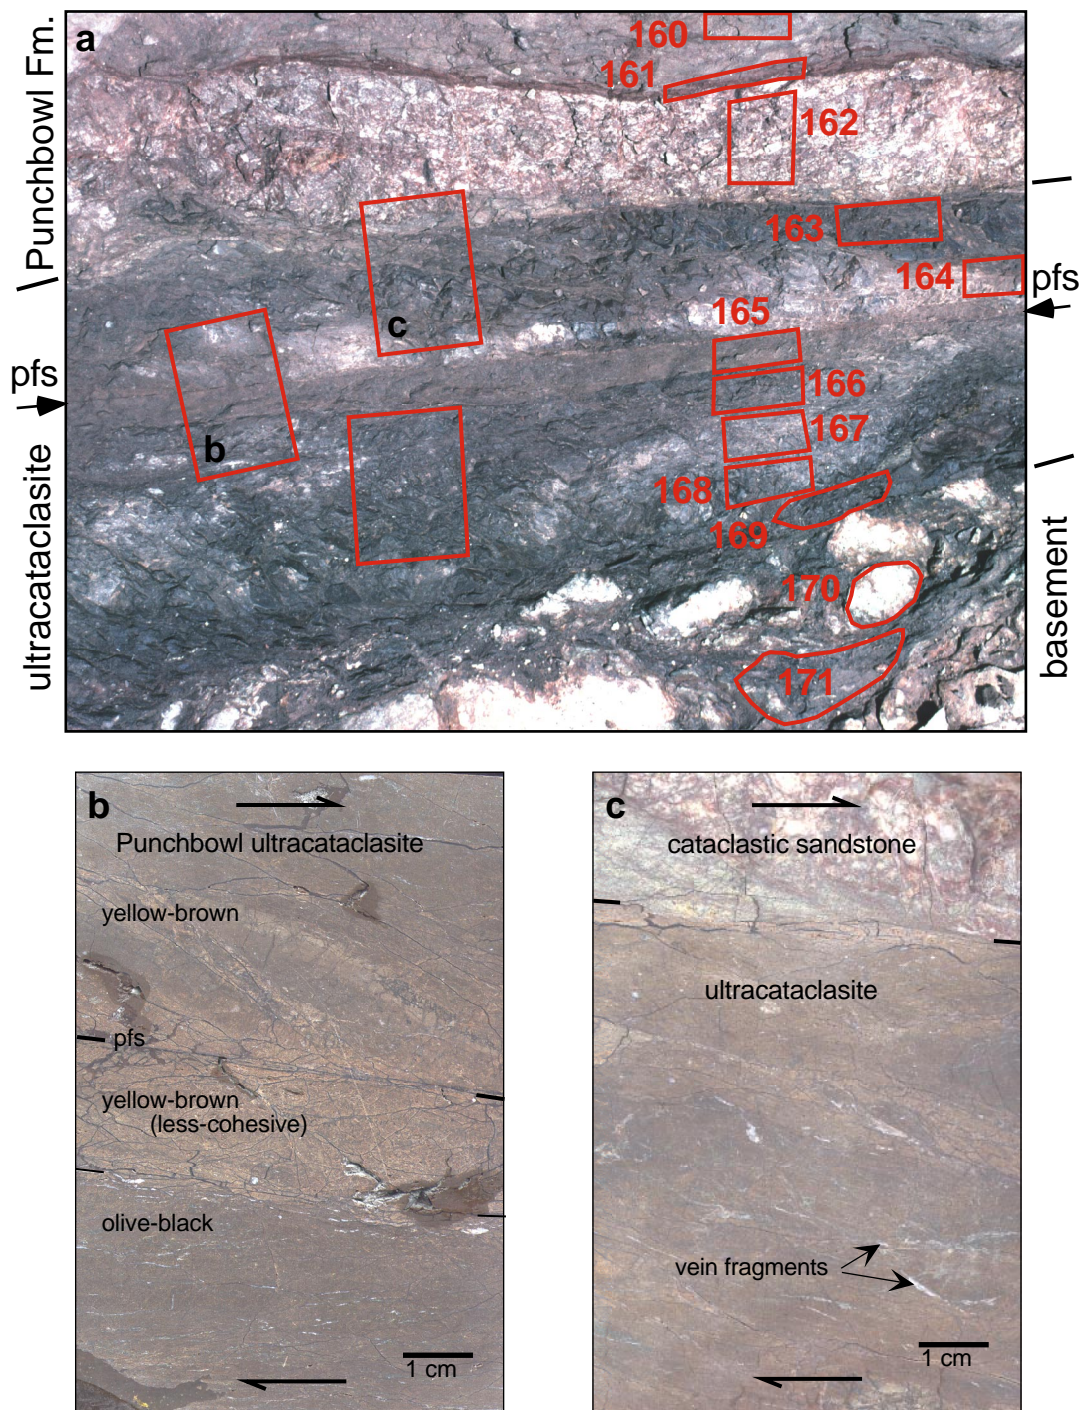 a
160
161
162
163
164
165
166
167
168
169
170
171
c
b
Punchbowl Fm.
pfs
ultracataclasite
pfs
basement
b
Punchbowl ultracataclasite
yellow-brown
pfs
yellow-brown
(less-cohesive)
olive-black
1 cm
c
cataclastic sandstone
ultracataclasite
vein fragments
1 cm